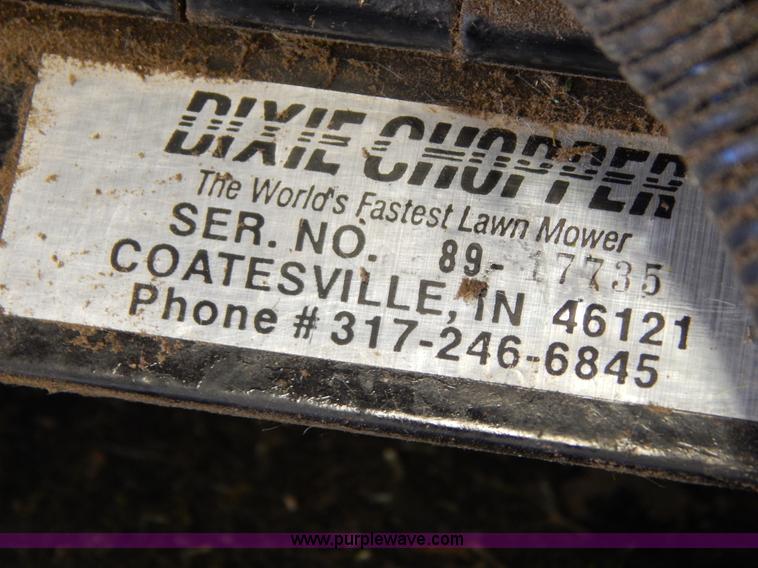 DIXIE CHOPPER
The World's Fastest Lawn Mower
SER. NO. 89-17735
COATESVILLE, IN 46121
Phone # 317-246-6845
www.purplewave.com